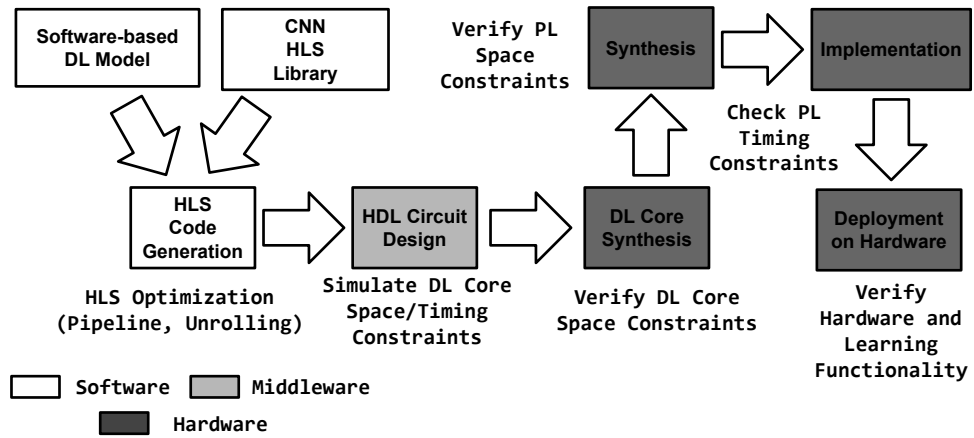 Software-based
DL Model
CNN
HLS
Library
Verify PL
Space
Constraints
Synthesis
Implementation
Check PL
Timing
Constraints
HLS
Code
Generation
HDL Circuit
Design
DL Core
Synthesis
Deployment
on Hardware
HLS Optimization
(Pipeline, Unrolling)
Simulate DL Core
Space/Timing
Constraints
Verify DL Core
Space Constraints
Verify
Hardware and
Learning
Functionality
Software
Middleware
Hardware